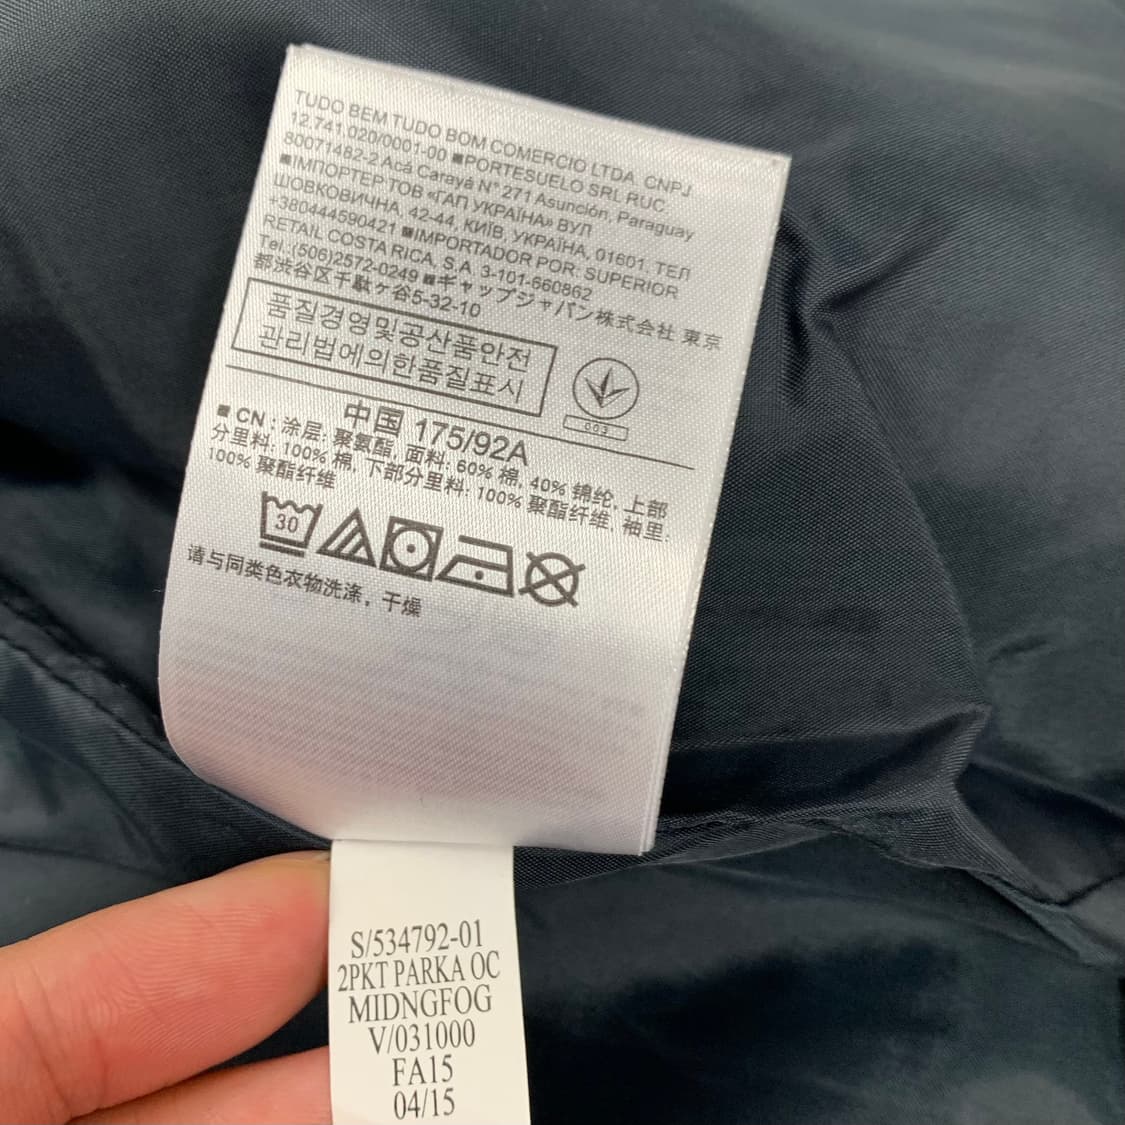 TUDO BEM TUDO BOM COMERCIO LTDA, CNPJ
12.741.020/0001-00 ■PORTESUELO SRL RUC
80071482-2 Acá Carayá N° 271 Asunción, Paraguay
■ІМПОРТЕР ТОВ «ГАП УКРАЇНА» ВУЛ
ШОВКОВИЧНА, 42-44, КИЇВ, УКРАЇНА, 01601, ТЕЛ
+380444590421 ■IMPORTADOR POR: SUPERIOR
RETAIL COSTA RICA, S.A. 3-101-660862
Tel.(506)2572-0249 ■ギャップジャパン株式会社 東京
都渋谷区千駄ヶ谷5-32-10
품질경영및공산품안전
관리법에의한품질표시
003
中国 175/92A
■ CN : 涂层: 聚氨酯, 面料: 60% 棉, 40% 锦纶, 上部
分里料: 100% 棉, 下部分里料: 100% 聚酯纤维, 袖里:
100% 聚酯纤维
30
请与同类色衣物洗涤，干燥
S/534792-01
2PKT PARKA OC
MIDNGFOG
V/031000
FA15
04/15